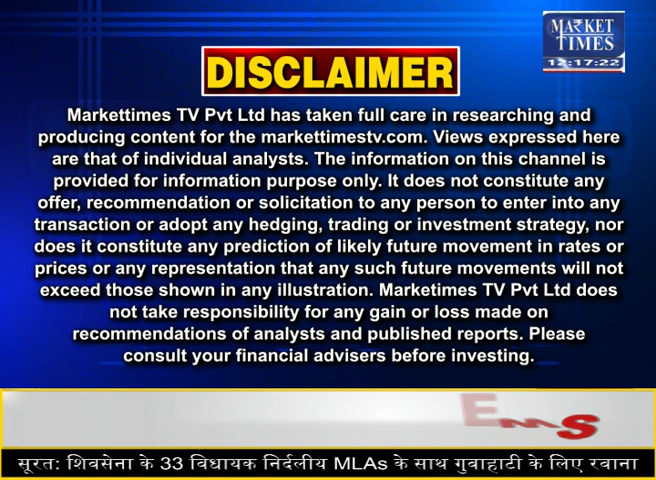 MARKET
TIMES
12:17:22
DISCLAIMER
Markettimes TV Pvt Ltd has taken full care in researching and
producing content for the markettimestv.com. Views expressed here
are that of individual analysts. The information on this channel is
provided for information purpose only. It does not constitute any
offer, recommendation or solicitation to any person to enter into any
transaction or adopt any hedging, trading or investment strategy, nor
does it constitute any prediction of likely future movement in rates or
prices or any representation that any such future movements will not
exceed those shown in any illustration. Marketimes TV Pvt Ltd does
not take responsibility for any gain or loss made on
recommendations of analysts and published reports. Please
consult your financial advisers before investing.
EMS
सूरत: शिवसेना के 33 विधायक निर्दलीय MLAs के साथ गुवाहाटी के लिए रवाना